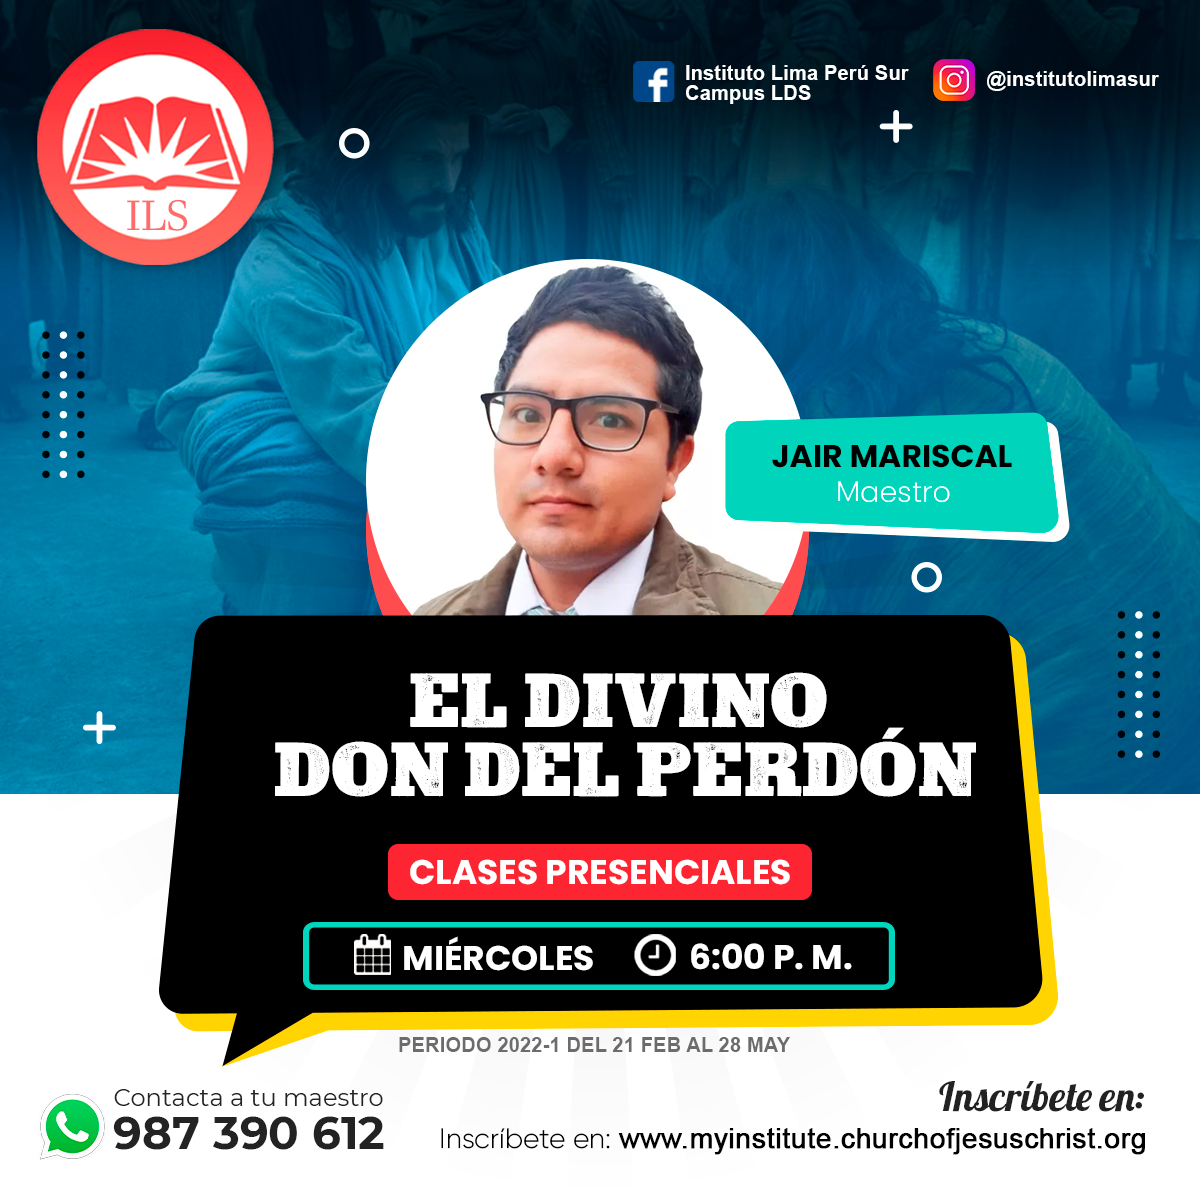 ILS
Instituto Lima Perú Sur
Campus LDS
@institutolimasur
JAIR MARISCAL
Maestro
EL DIVINO
DON DEL PERDÓN
CLASES PRESENCIALES
MIÉRCOLES 6:00 P. M.
PERIODO 2022-1 DEL 21 FEB AL 28 MAY
Contacta a tu maestro
987 390 612
Inscríbete en:
Inscríbete en: www.myinstitute.churchofjesuschrist.org